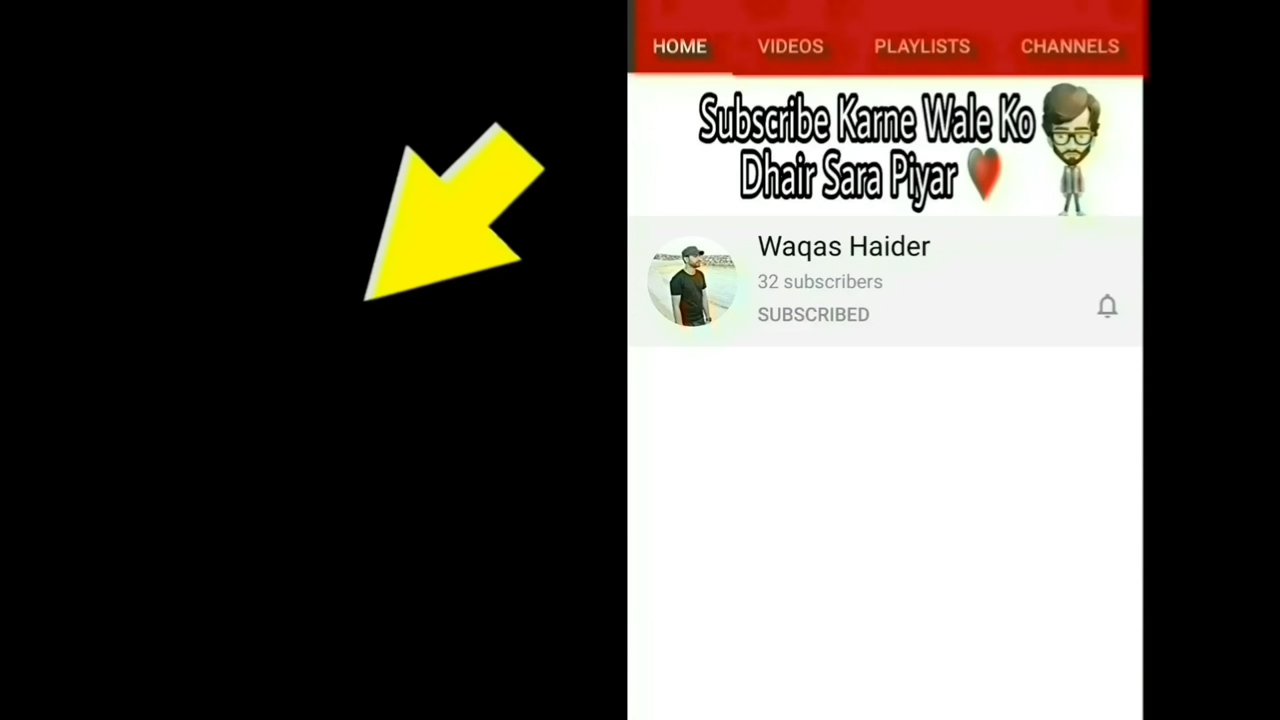 HOME VIDEOS PLAYLISTS CHANNELS
Subscribe Karne Wale Ko
Dhair Sara Piyar
Waqas Haider
32 subscribers
SUBSCRIBED